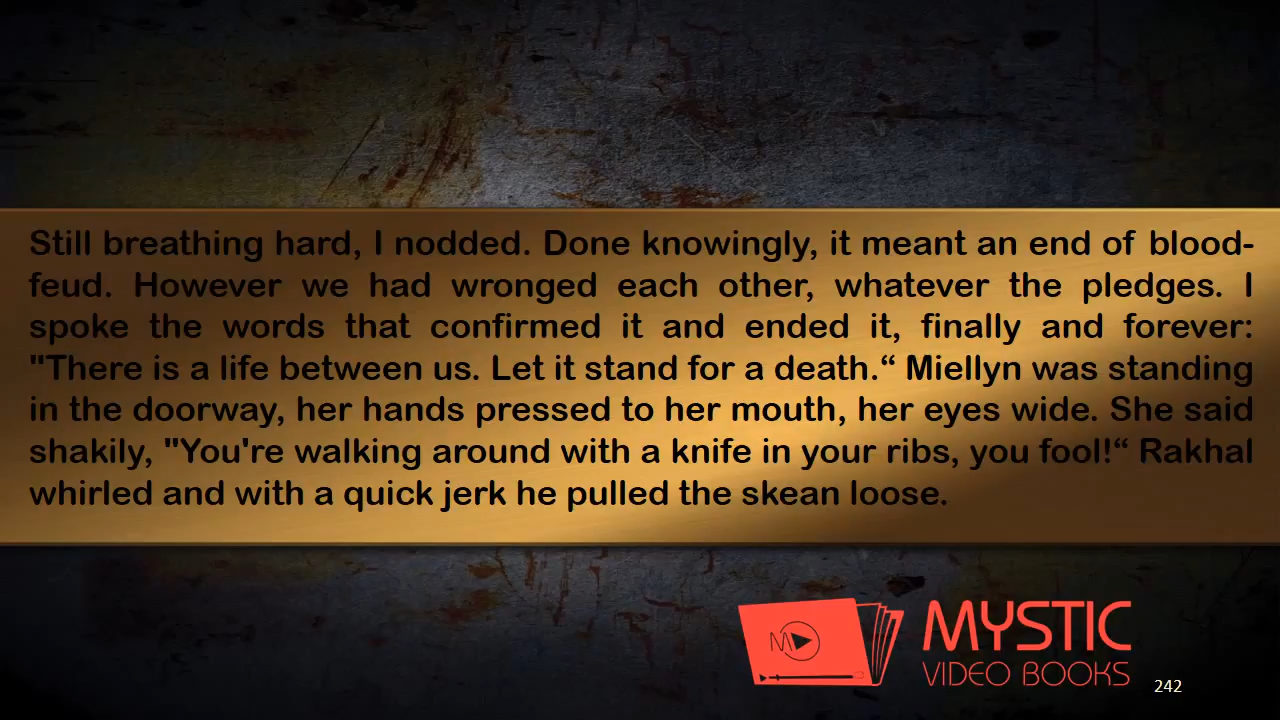 Still breathing hard, I nodded. Done knowingly, it meant an end of blood-
feud. However we had wronged each other, whatever the pledges. I
spoke the words that confirmed it and ended it, finally and forever:
"There is a life between us. Let it stand for a death.“ Miellyn was standing
in the doorway, her hands pressed to her mouth, her eyes wide. She said
shakily, "You're walking around with a knife in your ribs, you fool!“ Rakhal
whirled and with a quick jerk he pulled the skean loose.
M
MYSTIC
VIDEO BOOKS
242